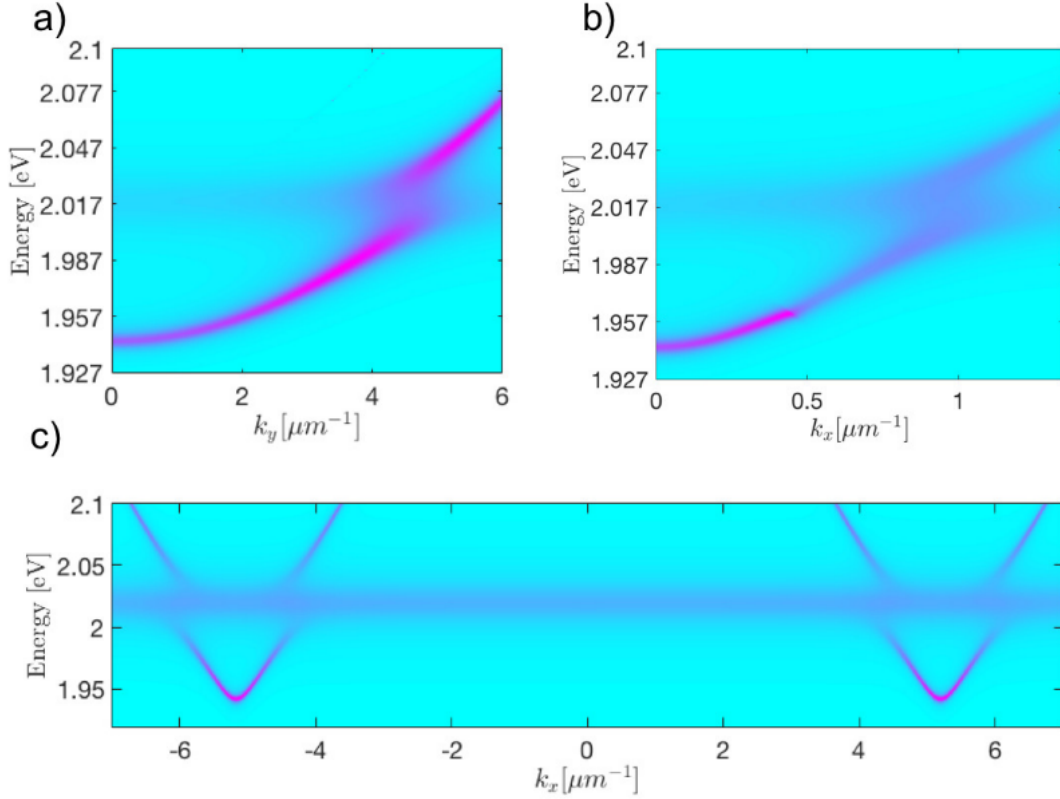 a)
2.1
2.077
2.047
2.017
1.987
1.957
1.927
Energy [eV]
0 2 4 6
k_y[μm⁻¹]
b)
2.1
2.077
2.047
2.017
1.987
1.957
1.927
Energy [eV]
0 0.5 1
k_x[μm⁻¹]
c)
2.1
2.05
2
1.95
Energy [eV]
-6 -4 -2 0 2 4 6
k_x[μm⁻¹]